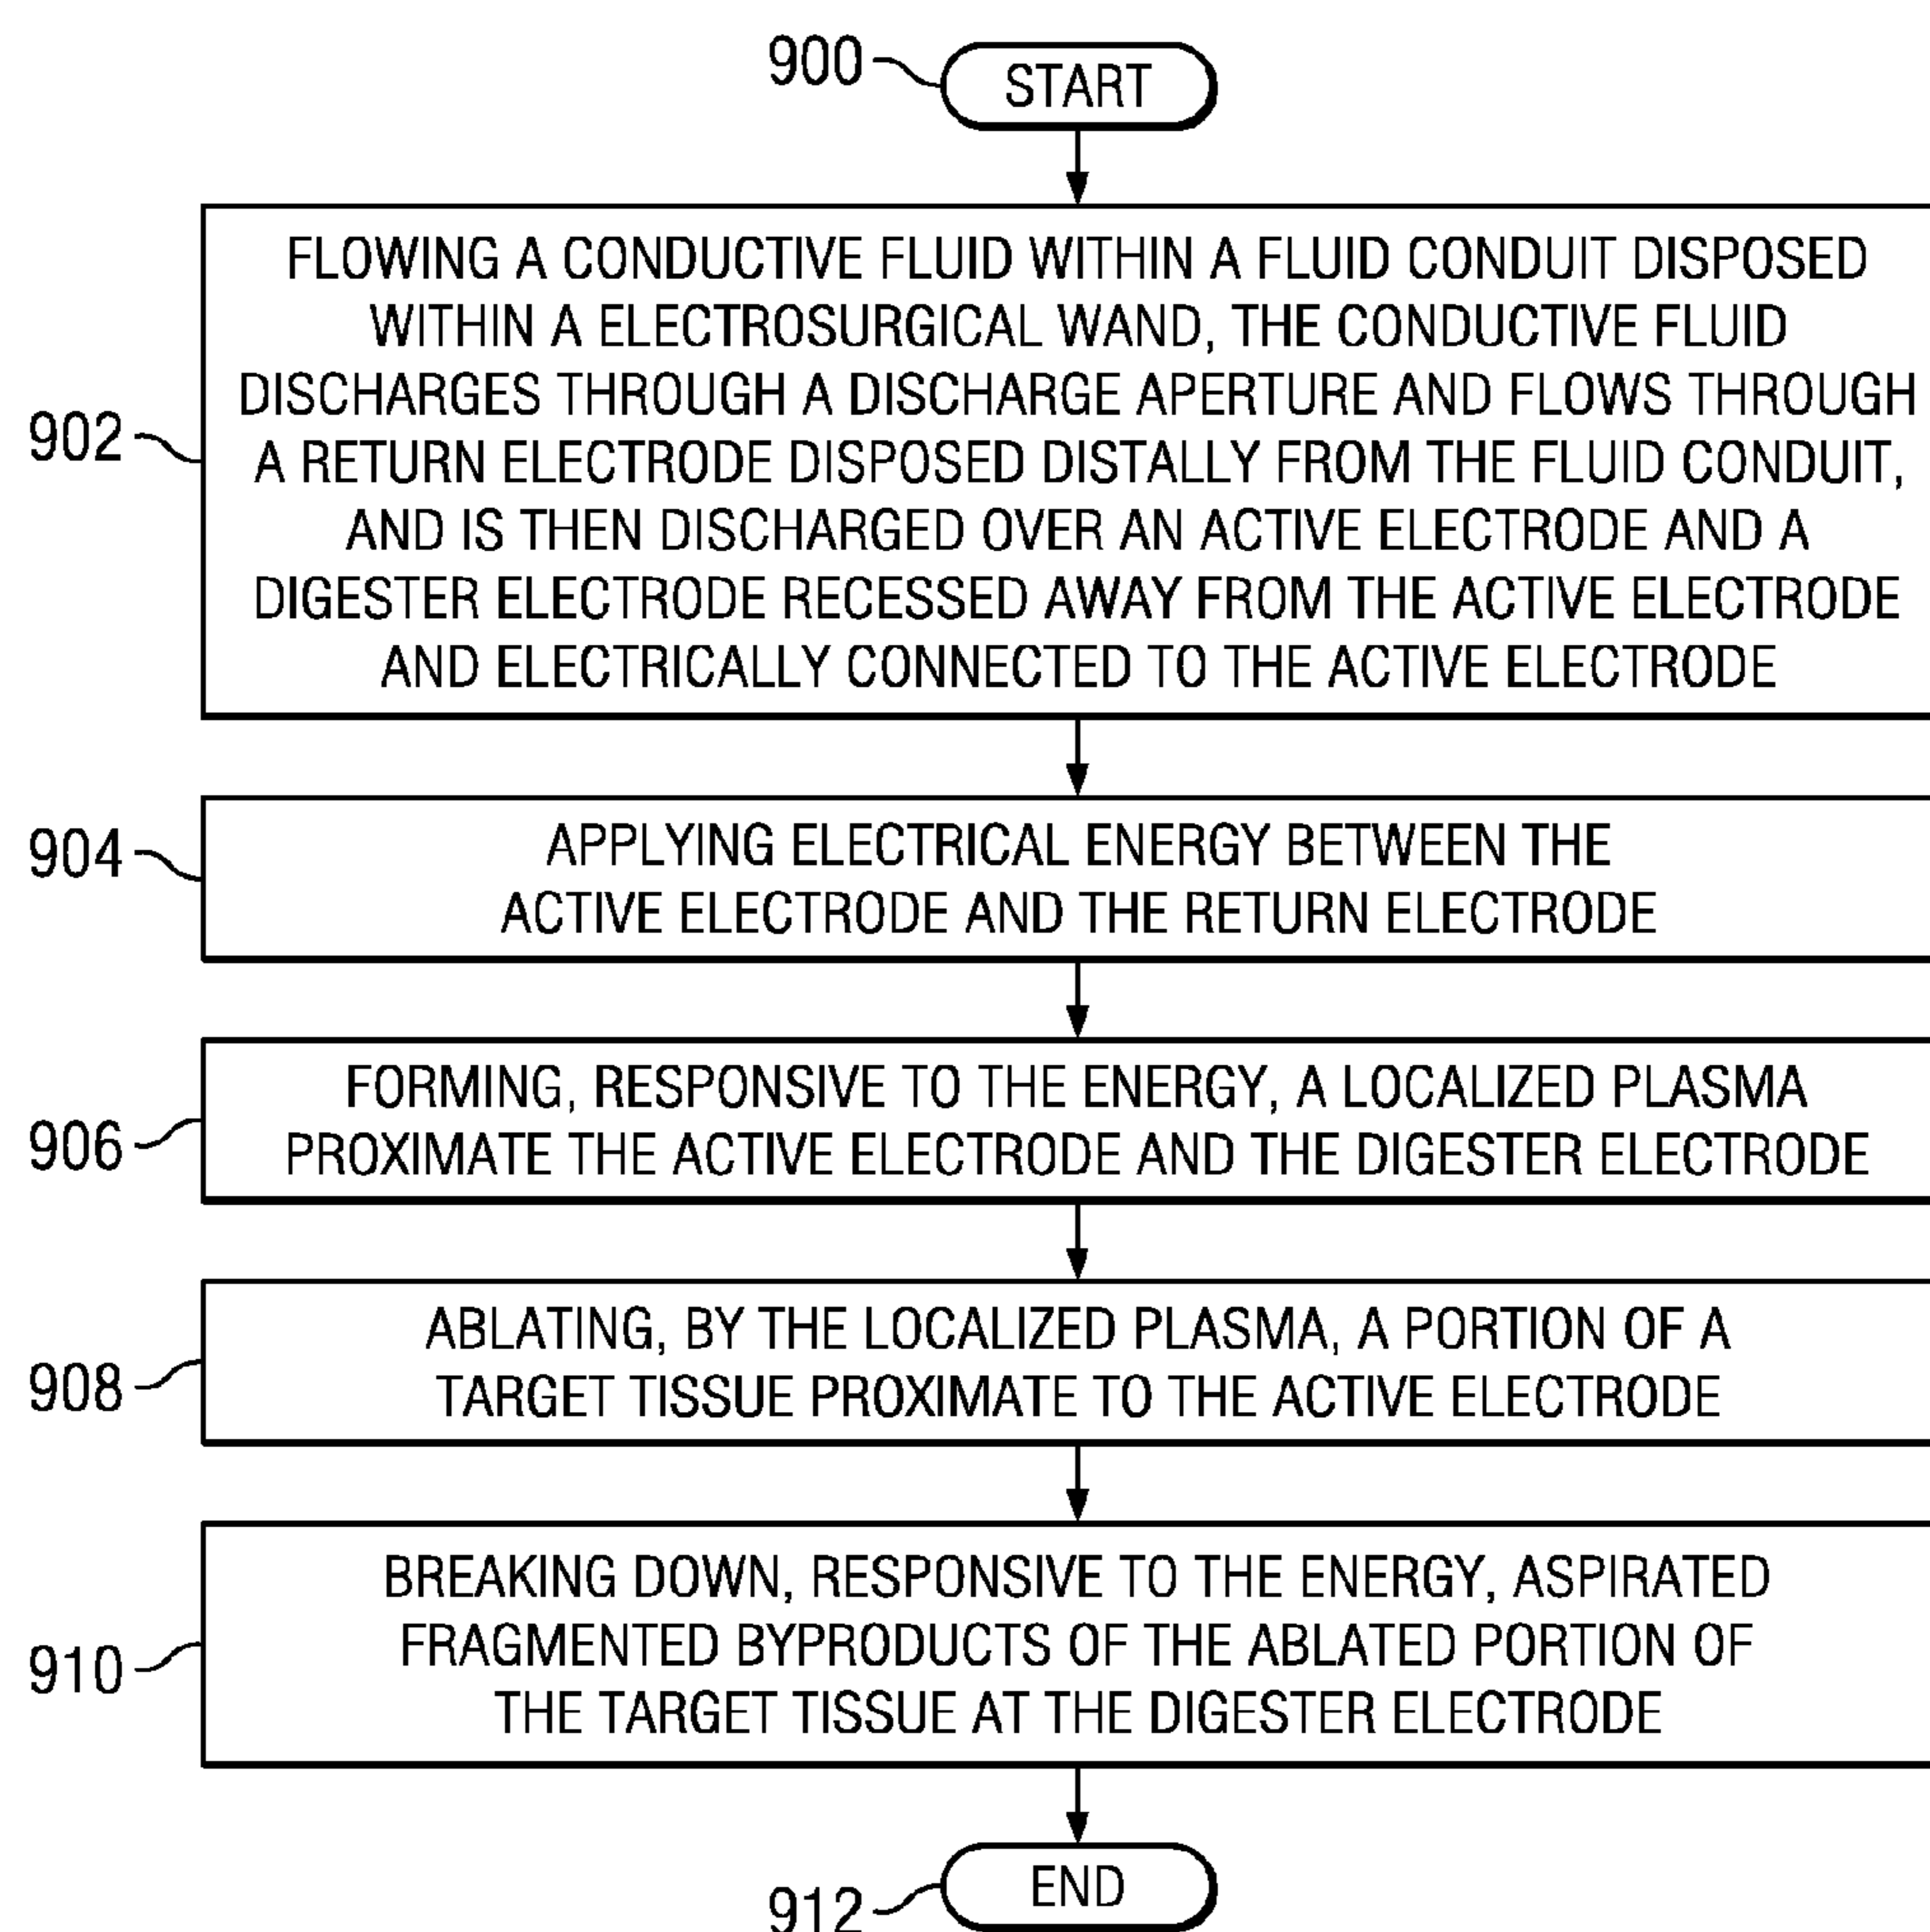 900
START
902
FLOWING A CONDUCTIVE FLUID WITHIN A FLUID CONDUIT DISPOSED
WITHIN A ELECTROSURGICAL WAND, THE CONDUCTIVE FLUID
DISCHARGES THROUGH A DISCHARGE APERTURE AND FLOWS THROUGH
A RETURN ELECTRODE DISPOSED DISTALLY FROM THE FLUID CONDUIT,
AND IS THEN DISCHARGED OVER AN ACTIVE ELECTRODE AND A
DIGESTER ELECTRODE RECESSED AWAY FROM THE ACTIVE ELECTRODE
AND ELECTRICALLY CONNECTED TO THE ACTIVE ELECTRODE
904
APPLYING ELECTRICAL ENERGY BETWEEN THE
ACTIVE ELECTRODE AND THE RETURN ELECTRODE
906
FORMING, RESPONSIVE TO THE ENERGY, A LOCALIZED PLASMA
PROXIMATE THE ACTIVE ELECTRODE AND THE DIGESTER ELECTRODE
908
ABLATING, BY THE LOCALIZED PLASMA, A PORTION OF A
TARGET TISSUE PROXIMATE TO THE ACTIVE ELECTRODE
910
BREAKING DOWN, RESPONSIVE TO THE ENERGY, ASPIRATED
FRAGMENTED BYPRODUCTS OF THE ABLATED PORTION OF
THE TARGET TISSUE AT THE DIGESTER ELECTRODE
912
END